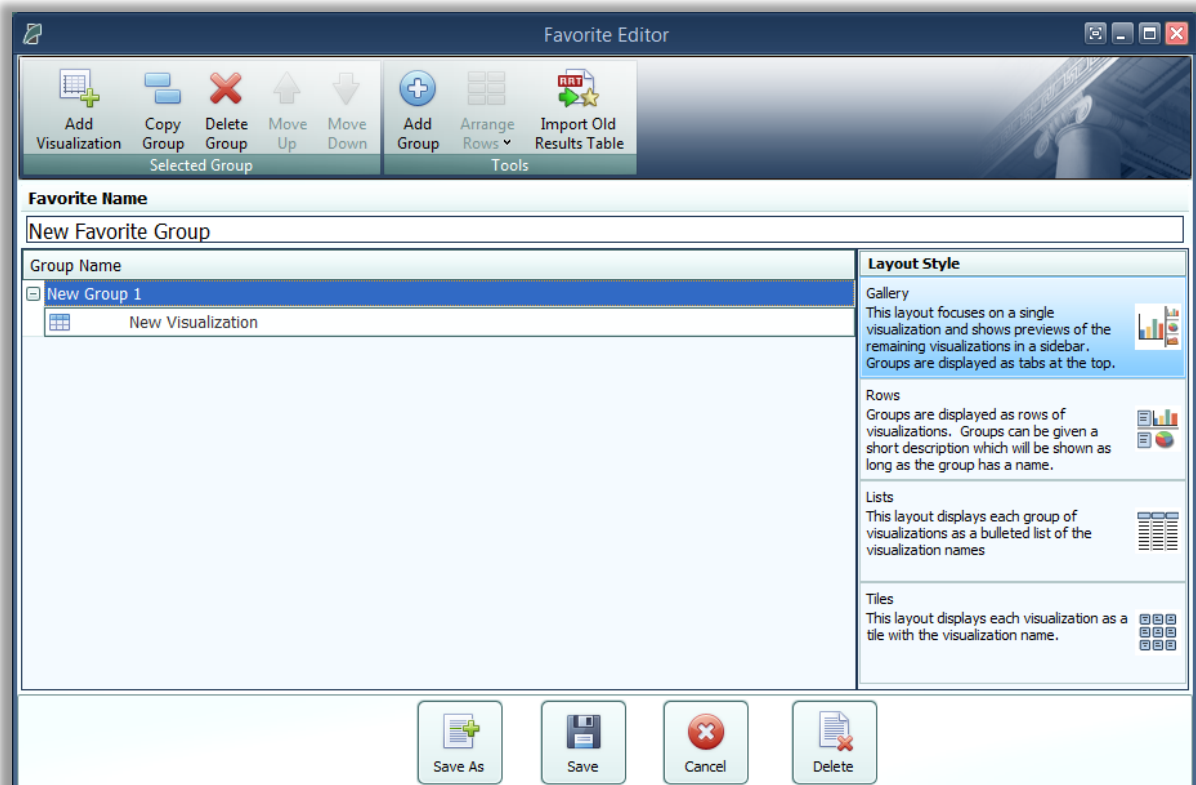 Favorite Editor
Add Visualization
Copy Group
Delete Group
Move Up
Move Down
Selected Group
Add Group
Arrange Rows
RRT
Import Old Results Table
Tools
Favorite Name
New Favorite Group
Group Name
New Group 1
New Visualization
Layout Style
Gallery
This layout focuses on a single
visualization and shows previews of the
remaining visualizations in a sidebar.
Groups are displayed as tabs at the top.
Rows
Groups are displayed as rows of
visualizations.  Groups can be given a
short description which will be shown as
long as the group has a name.
Lists
This layout displays each group of
visualizations as a bulleted list of the
visualization names
Tiles
This layout displays each visualization as a
tile with the visualization name.
Save As
Save
Cancel
Delete